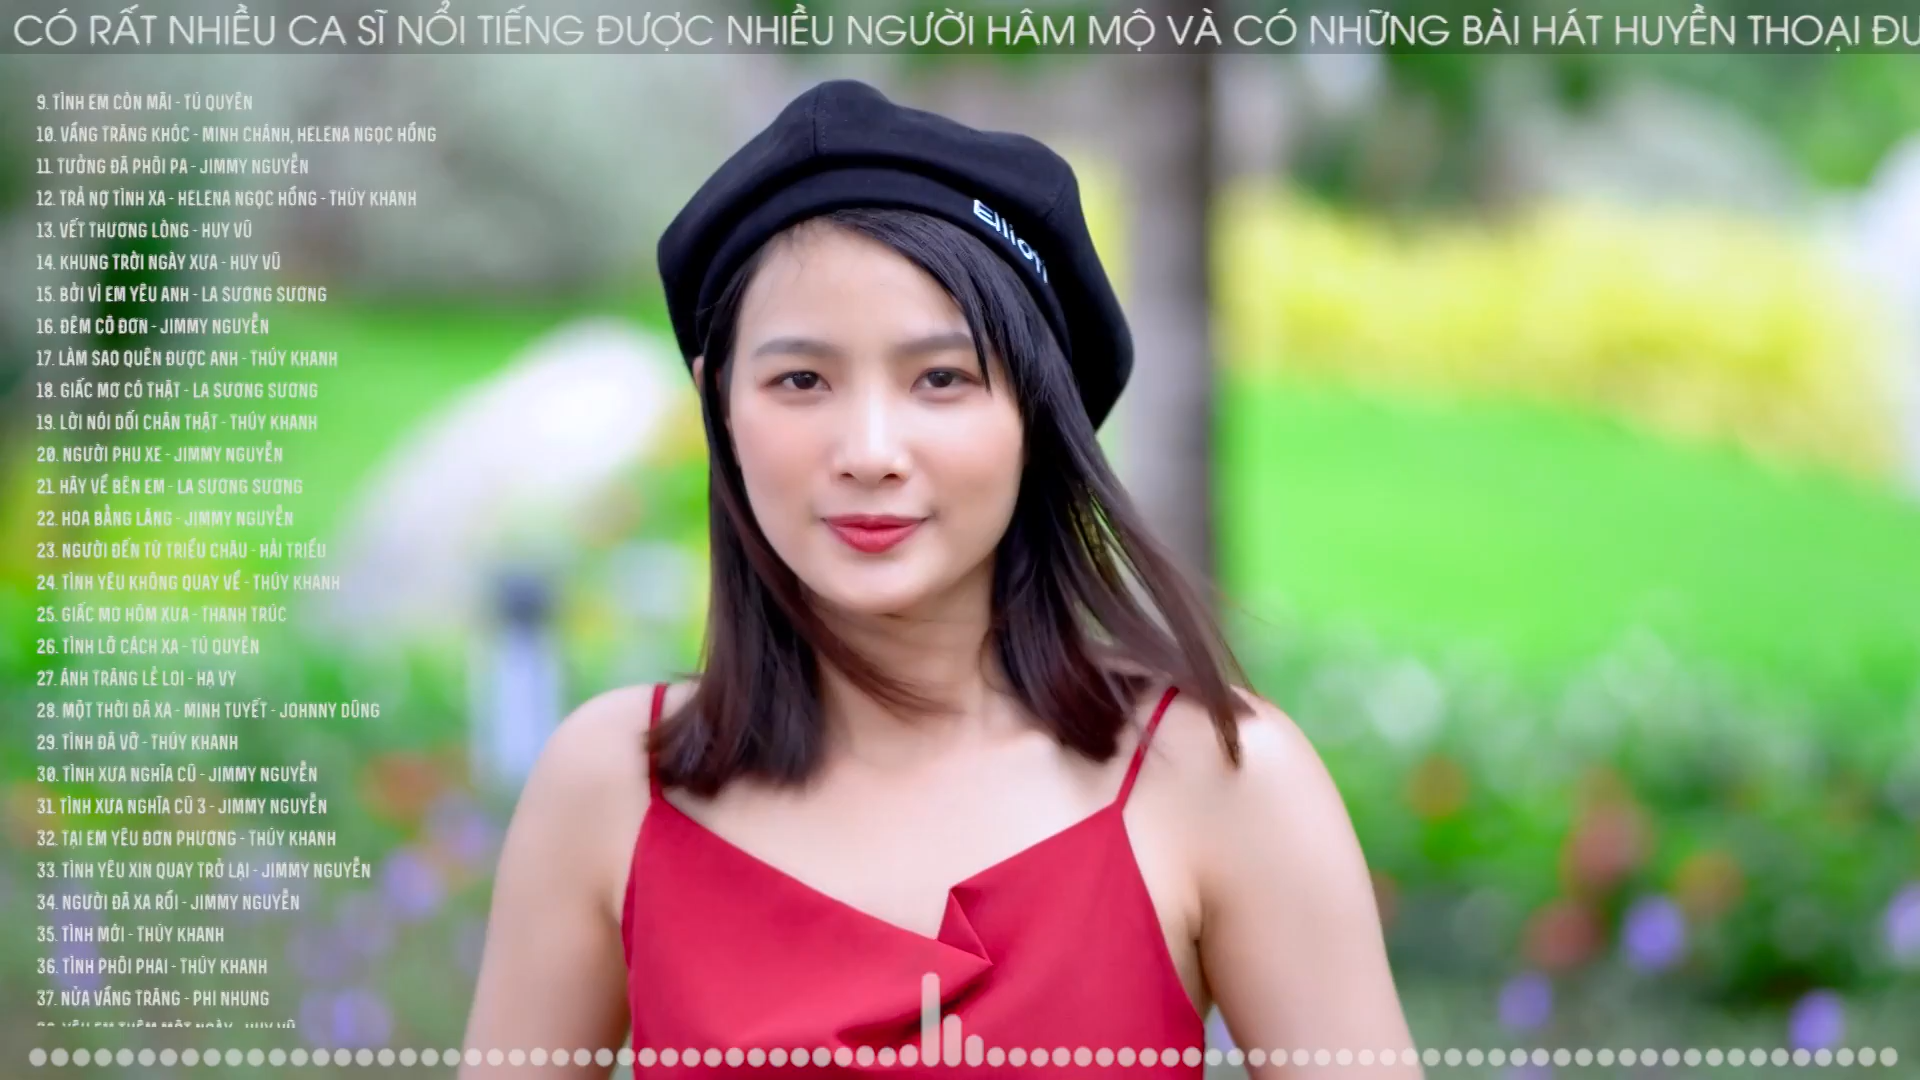 CÓ RẤT NHIỀU CA SĨ NỔI TIẾNG ĐƯỢC NHIỀU NGƯỜI HÂM MỘ VÀ CÓ NHỮNG BÀI HÁT HUYỀN THOẠI ĐƯ
Elliott
9. TÌNH EM CÒN MÃI - TÚ QUYÊN
10. VẦNG TRĂNG KHÓC - MINH CHÁNH, HELENA NGỌC HỒNG
11. TƯỞNG ĐÃ PHÔI PA - JIMMY NGUYỄN
12. TRẢ NỢ TÌNH XA - HELENA NGỌC HỒNG - THÚY KHANH
13. VẾT THƯƠNG LÒNG - HUY VŨ
14. KHUNG TRỜI NGÀY XƯA - HUY VŨ
15. BỞI VÌ EM YÊU ANH - LA SƯƠNG SƯƠNG
16. ĐÊM CÔ ĐƠN - JIMMY NGUYỄN
17. LÀM SAO QUÊN ĐƯỢC ANH - THÚY KHANH
18. GIẤC MƠ CÓ THẬT - LA SƯƠNG SƯƠNG
19. LỜI NÓI DỐI CHÂN THẬT - THÚY KHANH
20. NGƯỜI PHU XE - JIMMY NGUYỄN
21. HÃY VỀ BÊN EM - LA SƯƠNG SƯƠNG
22. HOA BẰNG LĂNG - JIMMY NGUYỄN
23. NGƯỜI ĐẾN TỪ TRIỀU CHÂU - HẢI TRIỀU
24. TÌNH YÊU KHÔNG QUAY VỀ - THÚY KHANH
25. GIẤC MƠ HÔM XƯA - THANH TRÚC
26. TÌNH LỠ CÁCH XA - TÚ QUYÊN
27. ÁNH TRĂNG LẺ LOI - HẠ VY
28. MỘT THỜI ĐÃ XA - MINH TUYẾT - JOHNNY DŨNG
29. TÌNH ĐÃ VỠ - THÚY KHANH
30. TÌNH XƯA NGHĨA CŨ - JIMMY NGUYỄN
31. TÌNH XƯA NGHĨA CŨ 3 - JIMMY NGUYỄN
32. TẠI EM YÊU ĐƠN PHƯƠNG - THÚY KHANH
33. TÌNH YÊU XIN QUAY TRỞ LẠI - JIMMY NGUYỄN
34. NGƯỜI ĐÃ XA RỒI - JIMMY NGUYỄN
35. TÌNH MỚI - THÚY KHANH
36. TÌNH PHÔI PHAI - THÚY KHANH
37. NỬA VẦNG TRĂNG - PHI NHUNG
38. YÊU EM THÊM MỘT NGÀY - HUY VŨ